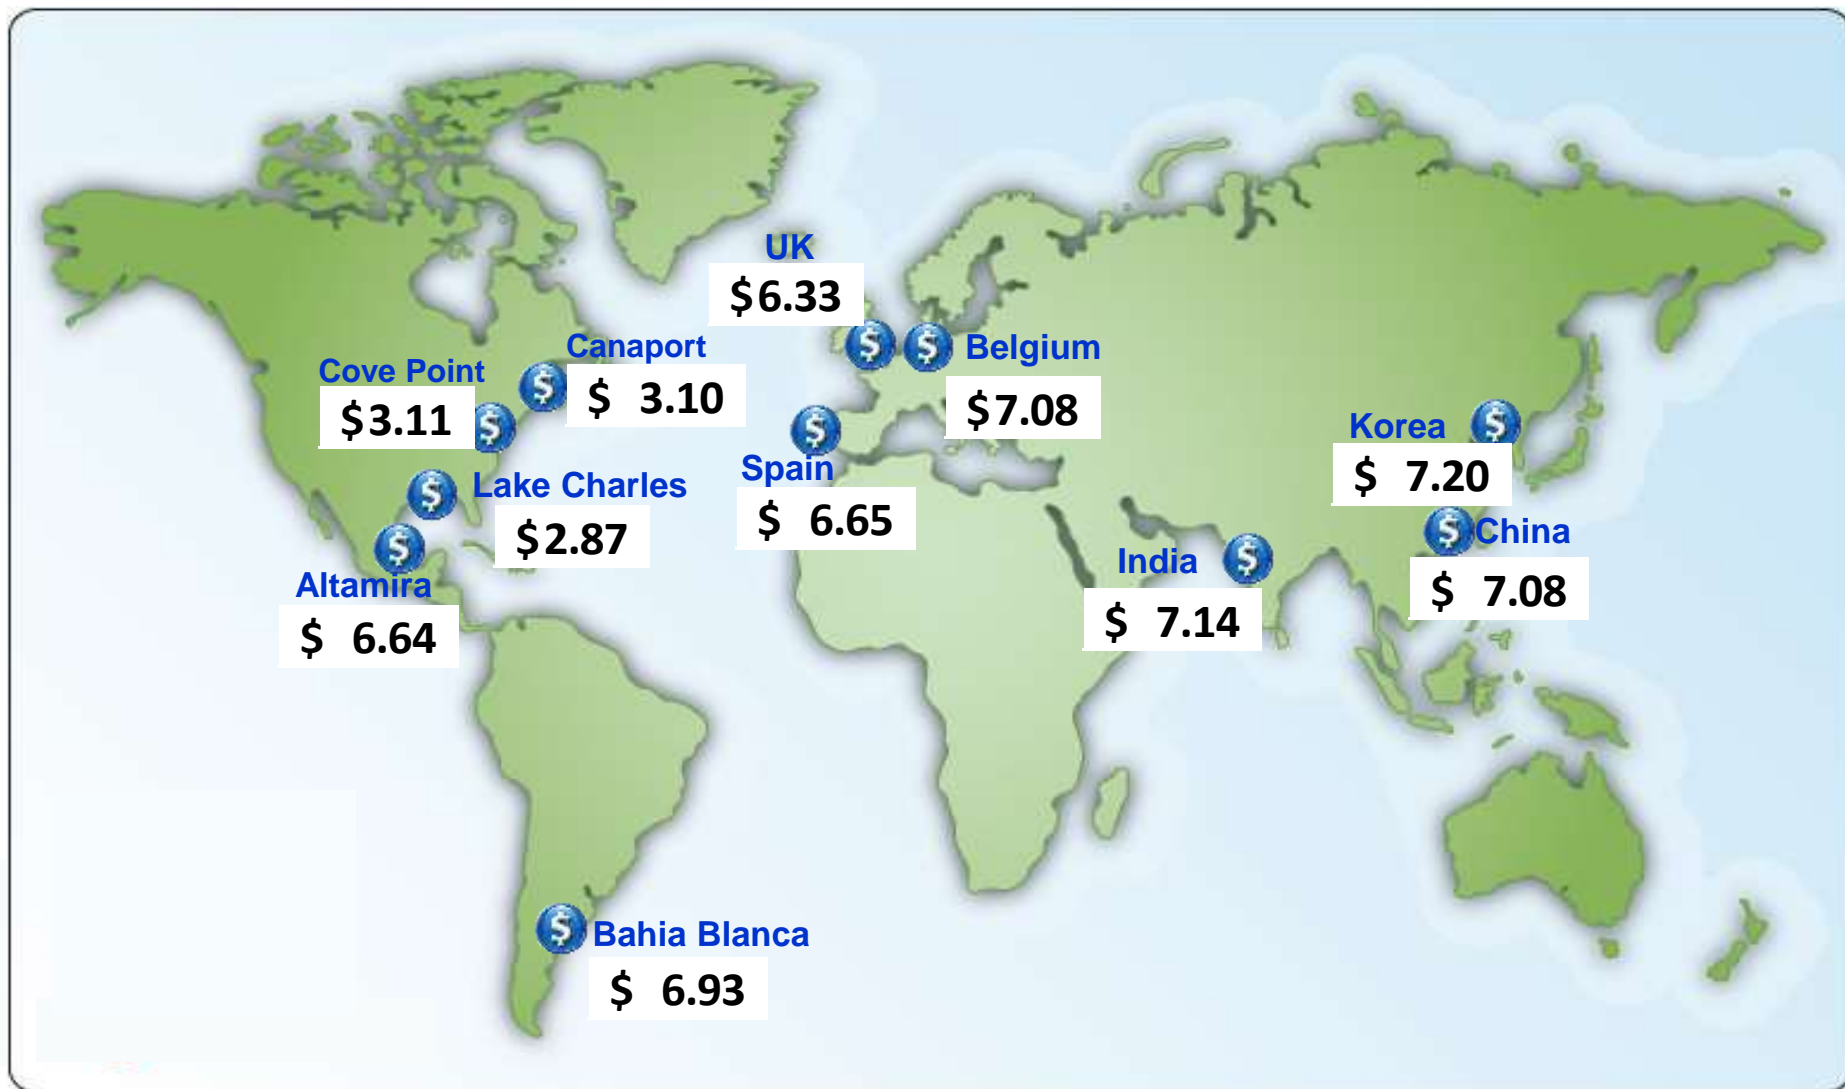 UK
$6.33
Canaport
$ 3.10
Cove Point
$3.11
Belgium
$7.08
Korea
$ 7.20
Spain
$ 6.65
Lake Charles
$2.87
China
$ 7.08
India
$ 7.14
Altamira
$ 6.64
Bahia Blanca
$ 6.93